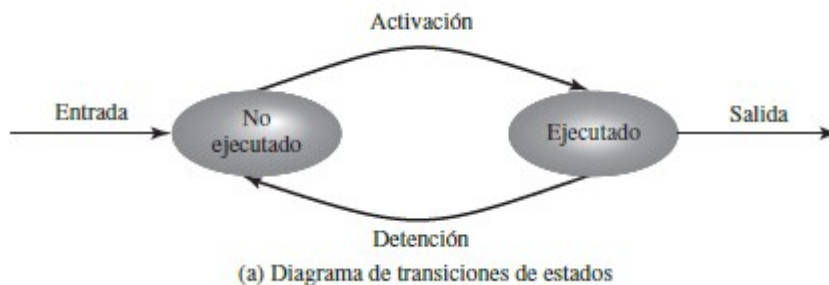 Activación
Entrada
No
ejecutado
Ejecutado
Salida
Detención
(a) Diagrama de transiciones de estados